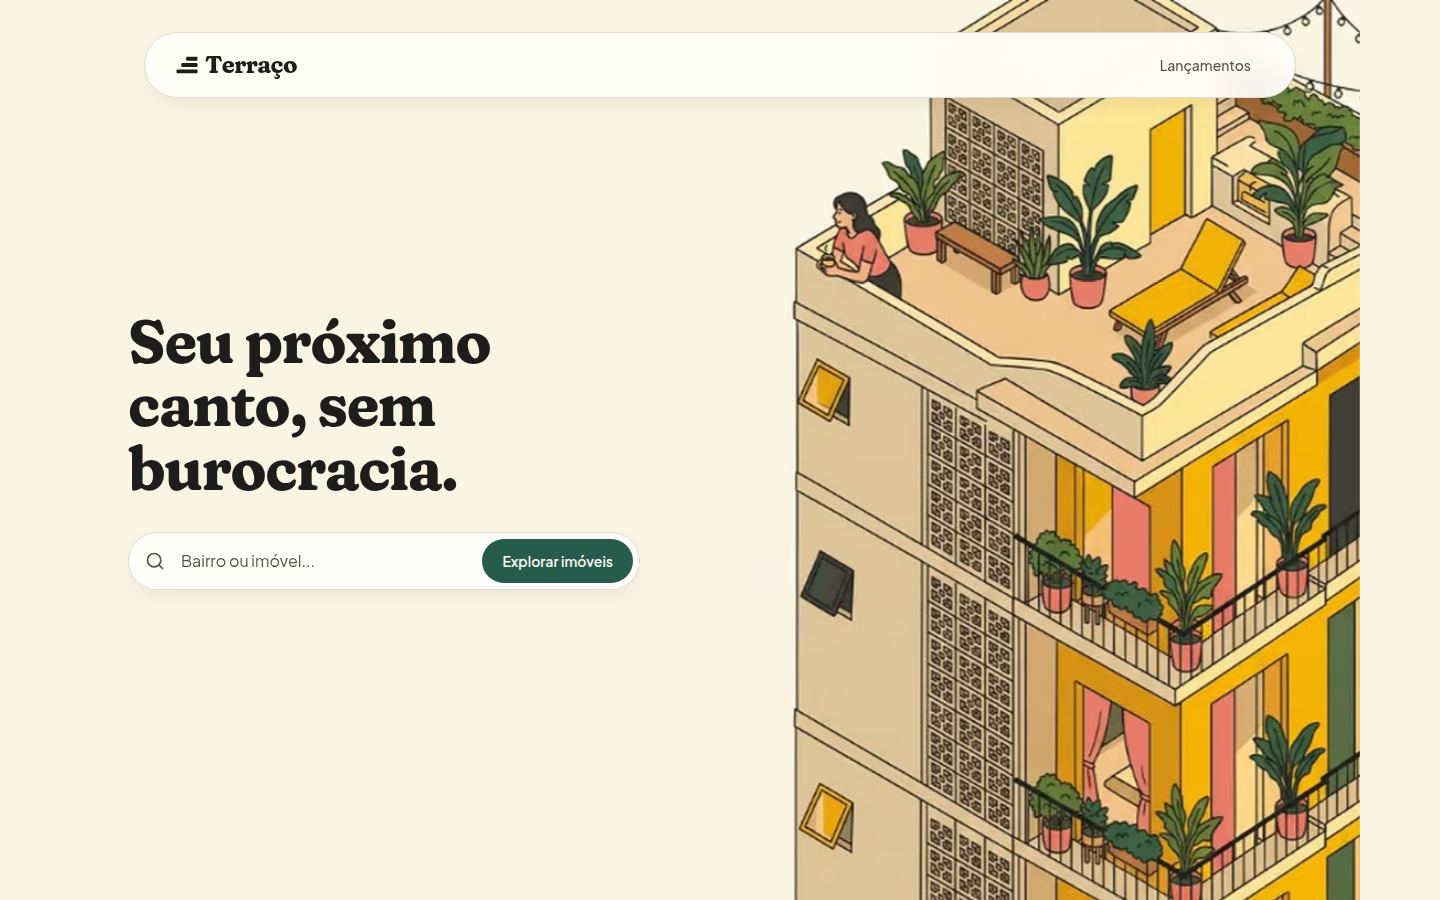 Terraço
Lançamentos
Seu próximo
canto, sem
burocracia.
Bairro ou imóvel...
Explorar imóveis